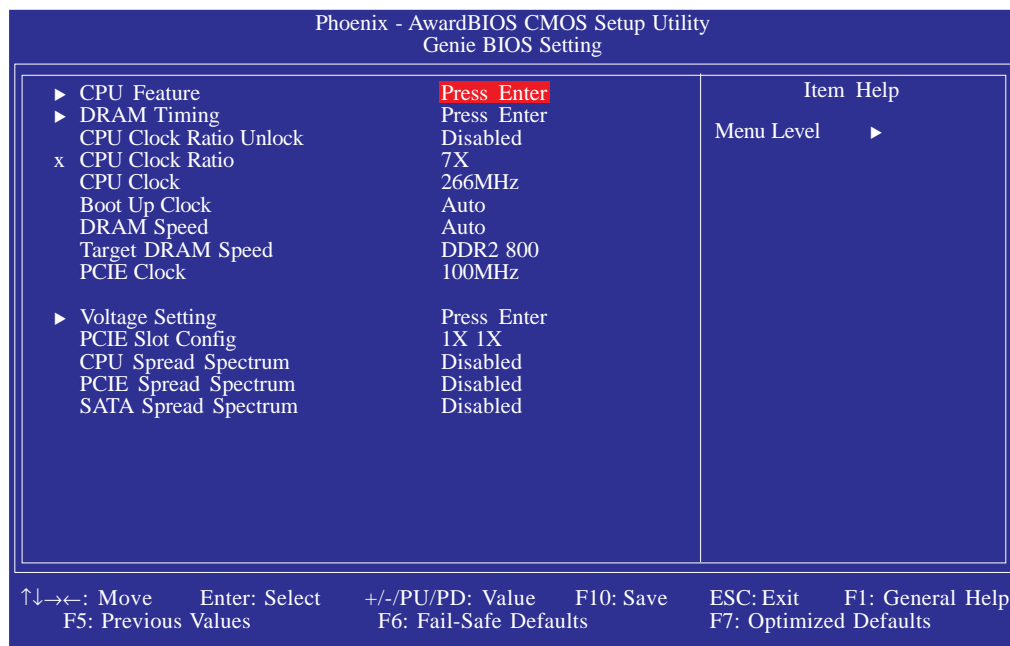 Phoenix - AwardBIOS CMOS Setup Utility
Genie BIOS Setting
▶ CPU Feature Press Enter
▶ DRAM Timing Press Enter
CPU Clock Ratio Unlock Disabled
x CPU Clock Ratio 7X
CPU Clock 266MHz
Boot Up Clock Auto
DRAM Speed Auto
Target DRAM Speed DDR2 800
PCIE Clock 100MHz
▶ Voltage Setting Press Enter
PCIE Slot Config 1X 1X
CPU Spread Spectrum Disabled
PCIE Spread Spectrum Disabled
SATA Spread Spectrum Disabled
Item Help
Menu Level ▶
↑↓→←: Move Enter: Select +/-/PU/PD: Value F10: Save ESC: Exit F1: General Help
F5: Previous Values F6: Fail-Safe Defaults F7: Optimized Defaults